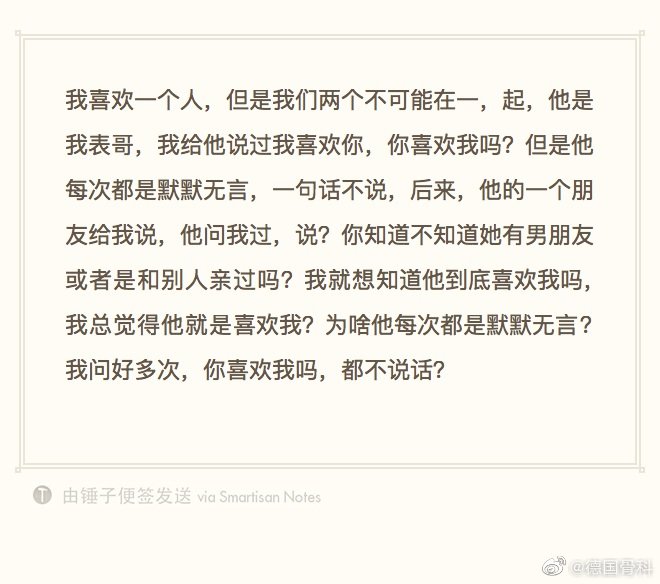 我喜欢一个人，但是我们两个不可能在一，起，他是
我表哥，我给他说过我喜欢你，你喜欢我吗？但是他
每次都是默默无言，一句话不说，后来，他的一个朋
友给我说，他问我过，说？你知道不知道她有男朋友
或者是和别人亲过吗？我就想知道他到底喜欢我吗，
我总觉得他就是喜欢我？为啥他每次都是默默无言？
我问好多次，你喜欢我吗，都不说话？
T 由锤子便签发送 via Smartisan Notes
@德国骨科